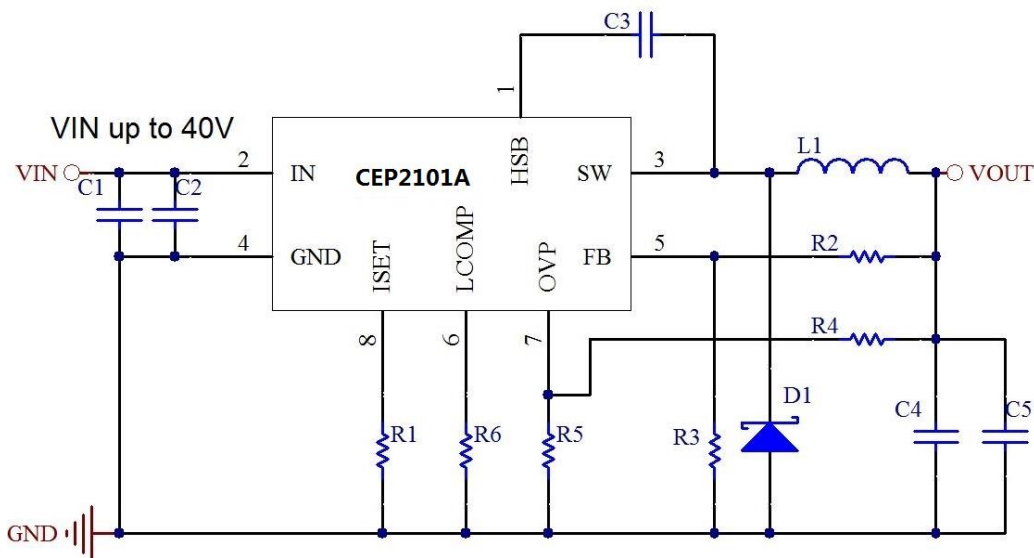 C3
1
VIN up to 40V
VIN
C1
C2
2
IN
CEP2101A
HSB
SW
3
L1
VOUT
4
GND
ISET
LCOMP
OVP
FB
5
R2
8
6
7
R4
R1
R6
R5
R3
D1
C4
C5
GND